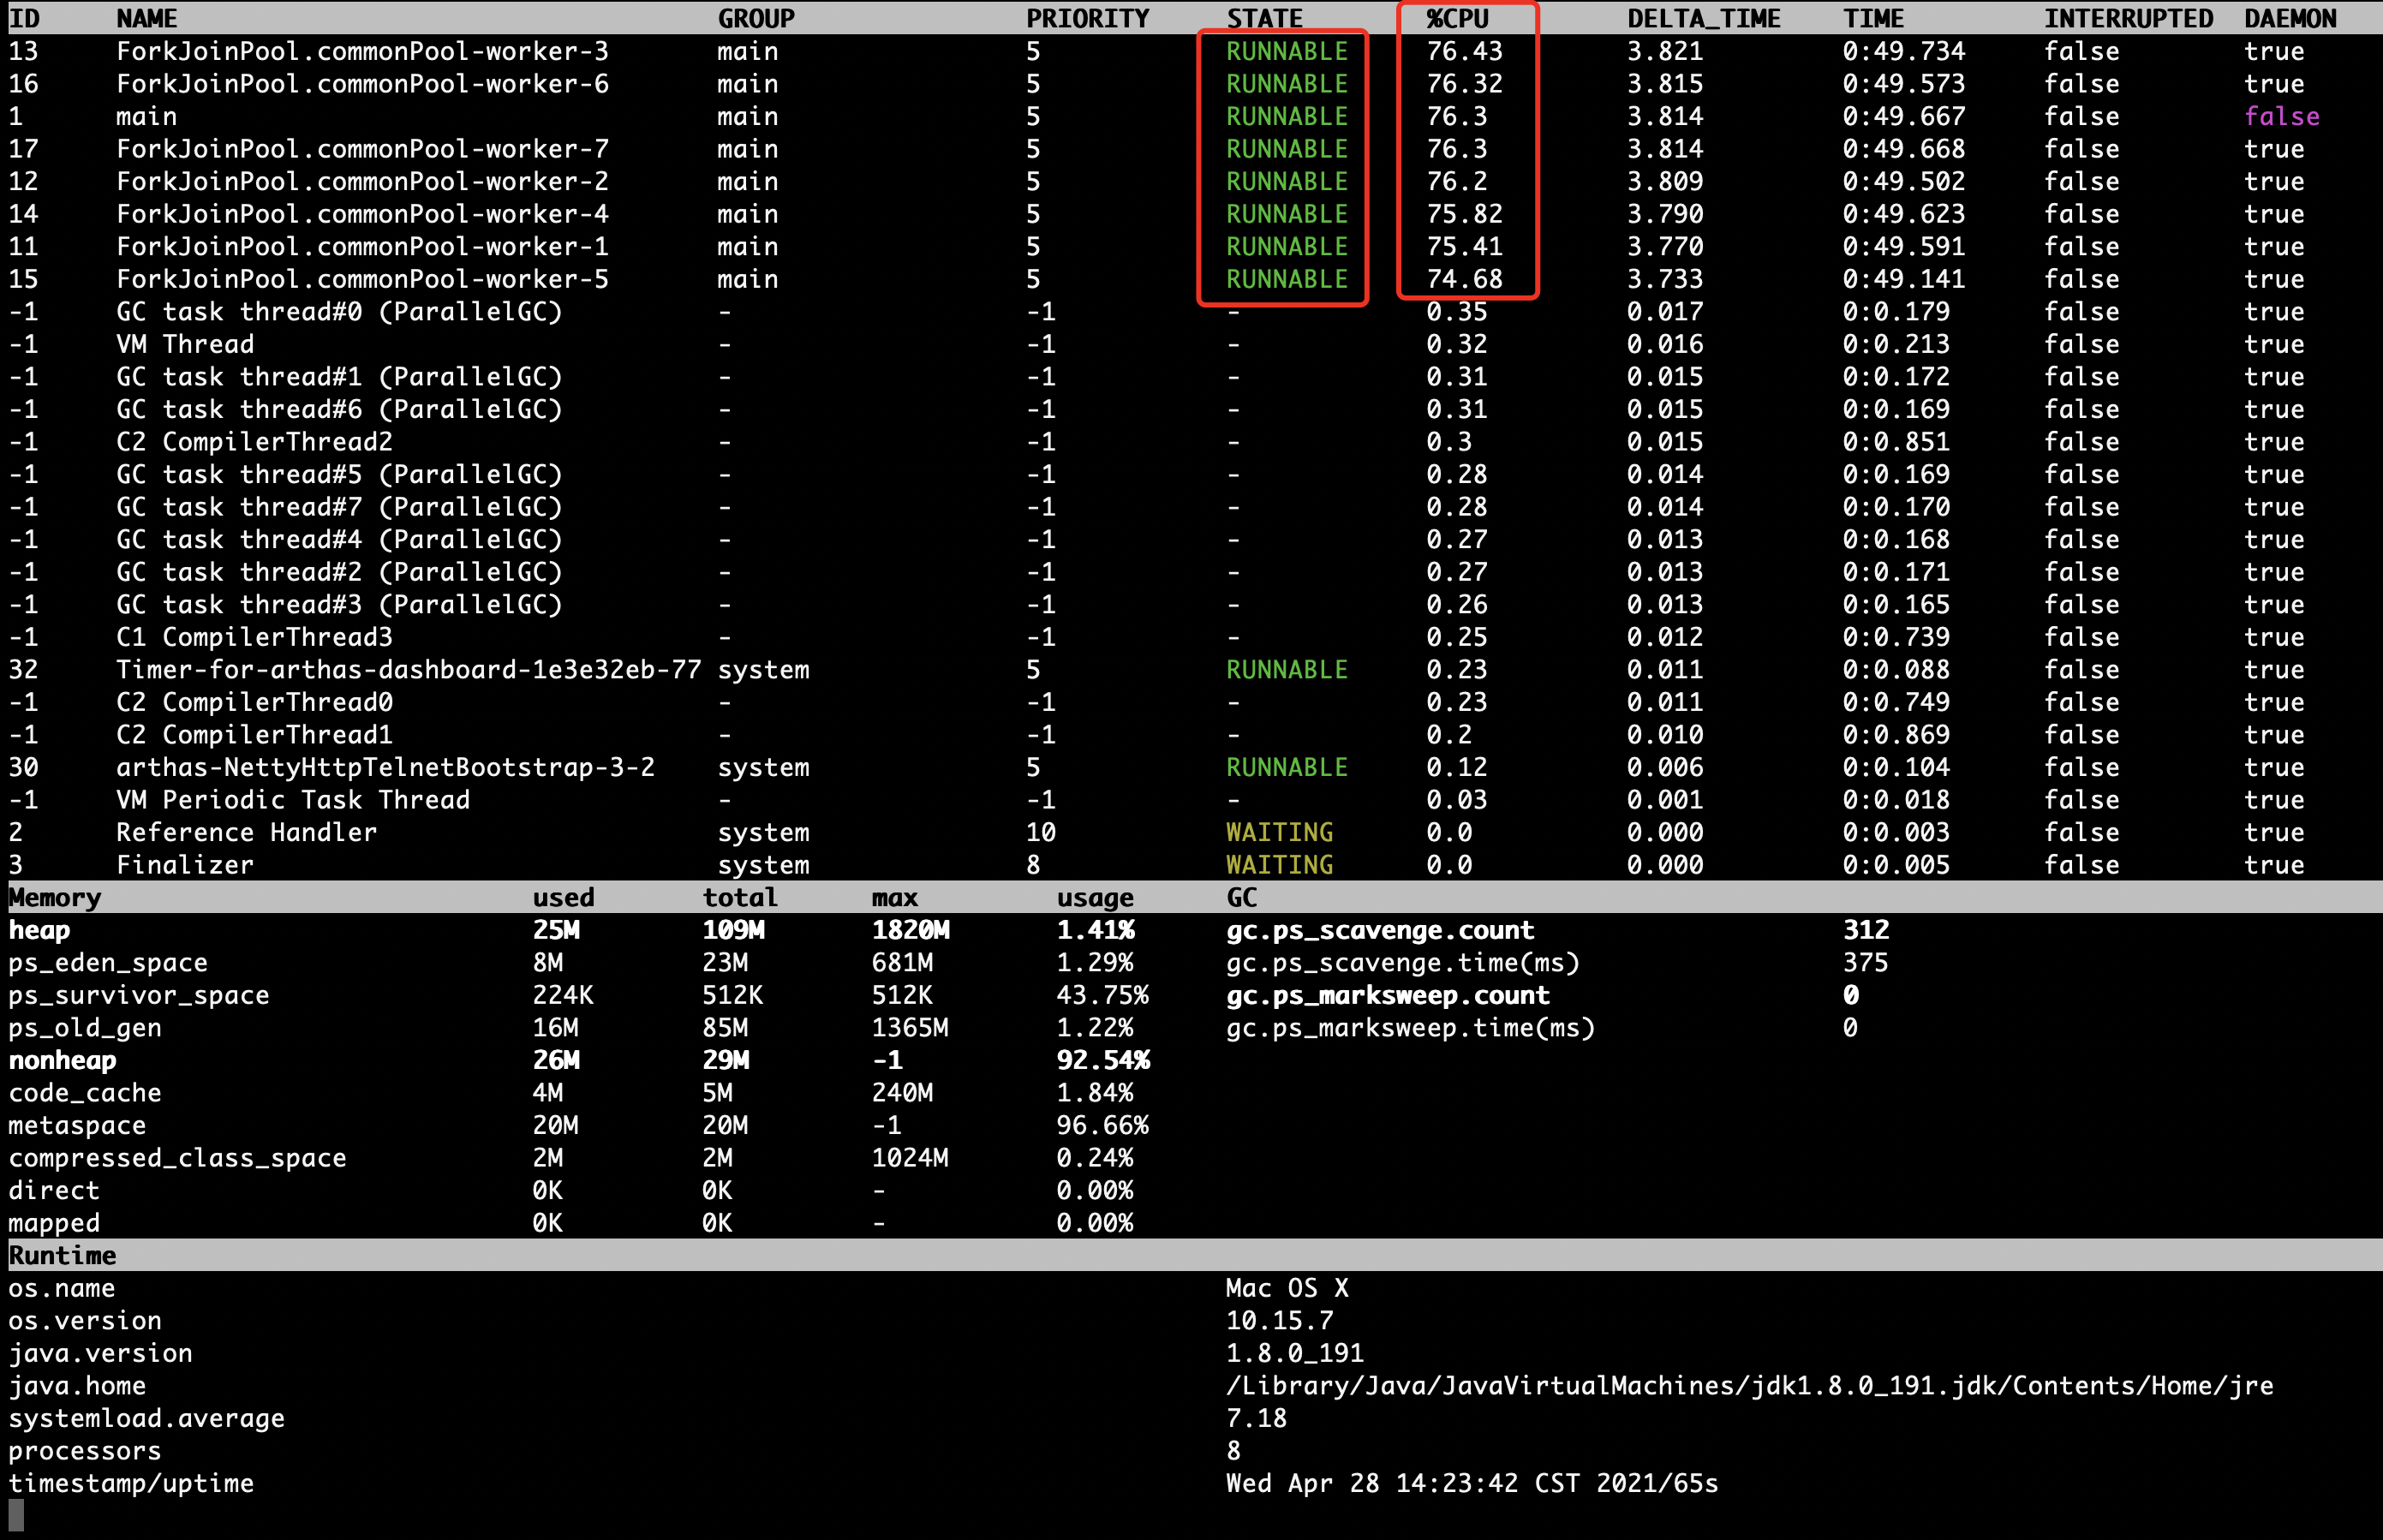 ID NAME GROUP PRIORITY STATE %CPU DELTA_TIME TIME INTERRUPTED DAEMON
13 ForkJoinPool.commonPool-worker-3 main 5 RUNNABLE 76.43 3.821 0:49.734 false true
16 ForkJoinPool.commonPool-worker-6 main 5 RUNNABLE 76.32 3.815 0:49.573 false true
1 main main 5 RUNNABLE 76.3 3.814 0:49.667 false false
17 ForkJoinPool.commonPool-worker-7 main 5 RUNNABLE 76.3 3.814 0:49.668 false true
12 ForkJoinPool.commonPool-worker-2 main 5 RUNNABLE 76.2 3.809 0:49.502 false true
14 ForkJoinPool.commonPool-worker-4 main 5 RUNNABLE 75.82 3.790 0:49.623 false true
11 ForkJoinPool.commonPool-worker-1 main 5 RUNNABLE 75.41 3.770 0:49.591 false true
15 ForkJoinPool.commonPool-worker-5 main 5 RUNNABLE 74.68 3.733 0:49.141 false true
-1 GC task thread#0 (ParallelGC) - -1 - 0.35 0.017 0:0.179 false true
-1 VM Thread - -1 - 0.32 0.016 0:0.213 false true
-1 GC task thread#1 (ParallelGC) - -1 - 0.31 0.015 0:0.172 false true
-1 GC task thread#6 (ParallelGC) - -1 - 0.31 0.015 0:0.169 false true
-1 C2 CompilerThread2 - -1 - 0.3 0.015 0:0.851 false true
-1 GC task thread#5 (ParallelGC) - -1 - 0.28 0.014 0:0.169 false true
-1 GC task thread#7 (ParallelGC) - -1 - 0.28 0.014 0:0.170 false true
-1 GC task thread#4 (ParallelGC) - -1 - 0.27 0.013 0:0.168 false true
-1 GC task thread#2 (ParallelGC) - -1 - 0.27 0.013 0:0.171 false true
-1 GC task thread#3 (ParallelGC) - -1 - 0.26 0.013 0:0.165 false true
-1 C1 CompilerThread3 - -1 - 0.25 0.012 0:0.739 false true
32 Timer-for-arthas-dashboard-1e3e32eb-77 system 5 RUNNABLE 0.23 0.011 0:0.088 false true
-1 C2 CompilerThread0 - -1 - 0.23 0.011 0:0.749 false true
-1 C2 CompilerThread1 - -1 - 0.2 0.010 0:0.869 false true
30 arthas-NettyHttpTelnetBootstrap-3-2 system 5 RUNNABLE 0.12 0.006 0:0.104 false true
-1 VM Periodic Task Thread - -1 - 0.03 0.001 0:0.018 false true
2 Reference Handler system 10 WAITING 0.0 0.000 0:0.003 false true
3 Finalizer system 8 WAITING 0.0 0.000 0:0.005 false true
Memory used total max usage GC
heap 25M 109M 1820M 1.41% gc.ps_scavenge.count 312
ps_eden_space 8M 23M 681M 1.29% gc.ps_scavenge.time(ms) 375
ps_survivor_space 224K 512K 512K 43.75% gc.ps_marksweep.count 0
ps_old_gen 16M 85M 1365M 1.22% gc.ps_marksweep.time(ms) 0
nonheap 26M 29M -1 92.54%
code_cache 4M 5M 240M 1.84%
metaspace 20M 20M -1 96.66%
compressed_class_space 2M 2M 1024M 0.24%
direct 0K 0K - 0.00%
mapped 0K 0K - 0.00%
Runtime
os.name Mac OS X
os.version 10.15.7
java.version 1.8.0_191
java.home /Library/Java/JavaVirtualMachines/jdk1.8.0_191.jdk/Contents/Home/jre
systemload.average 7.18
processors 8
timestamp/uptime Wed Apr 28 14:23:42 CST 2021/65s